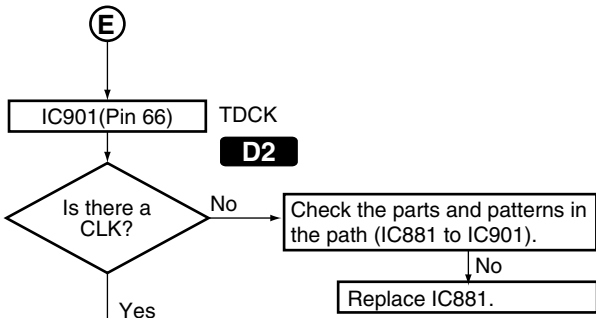 E
IC901(Pin 66) TDCK
D2
Is there a
CLK?
No
Check the parts and patterns in
the path (IC881 to IC901).
No
Replace IC881.
Yes